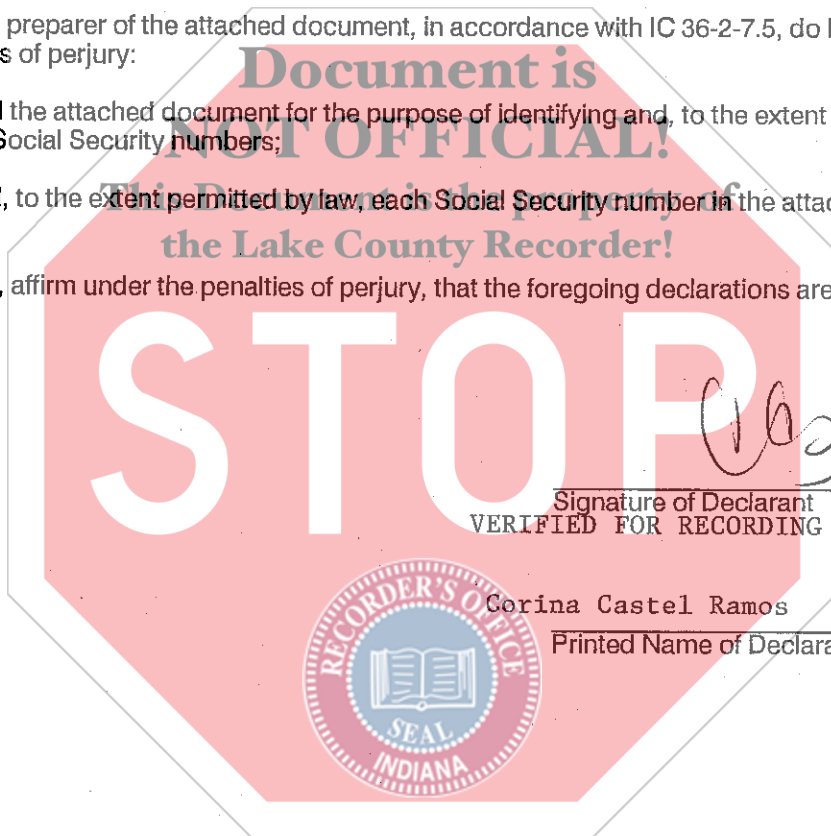 preparer of the attached document, in accordance with IC 36-2-7.5, do
s of perjury:
Document is
the attached document for the purpose of identifying and, to the extent
Social Security numbers;
NOT OFFICIAL!
, to the extent permitted by law, each Social Security number in the attac
This Document is the property of
the Lake County Recorder!
, affirm under the penalties of perjury, that the foregoing declarations are
STOP
Signature of Declarant
VERIFIED FOR RECORDING
Corina Castel Ramos
Printed Name of Declara
RECORDER'S OFFICE
SEAL
INDIANA